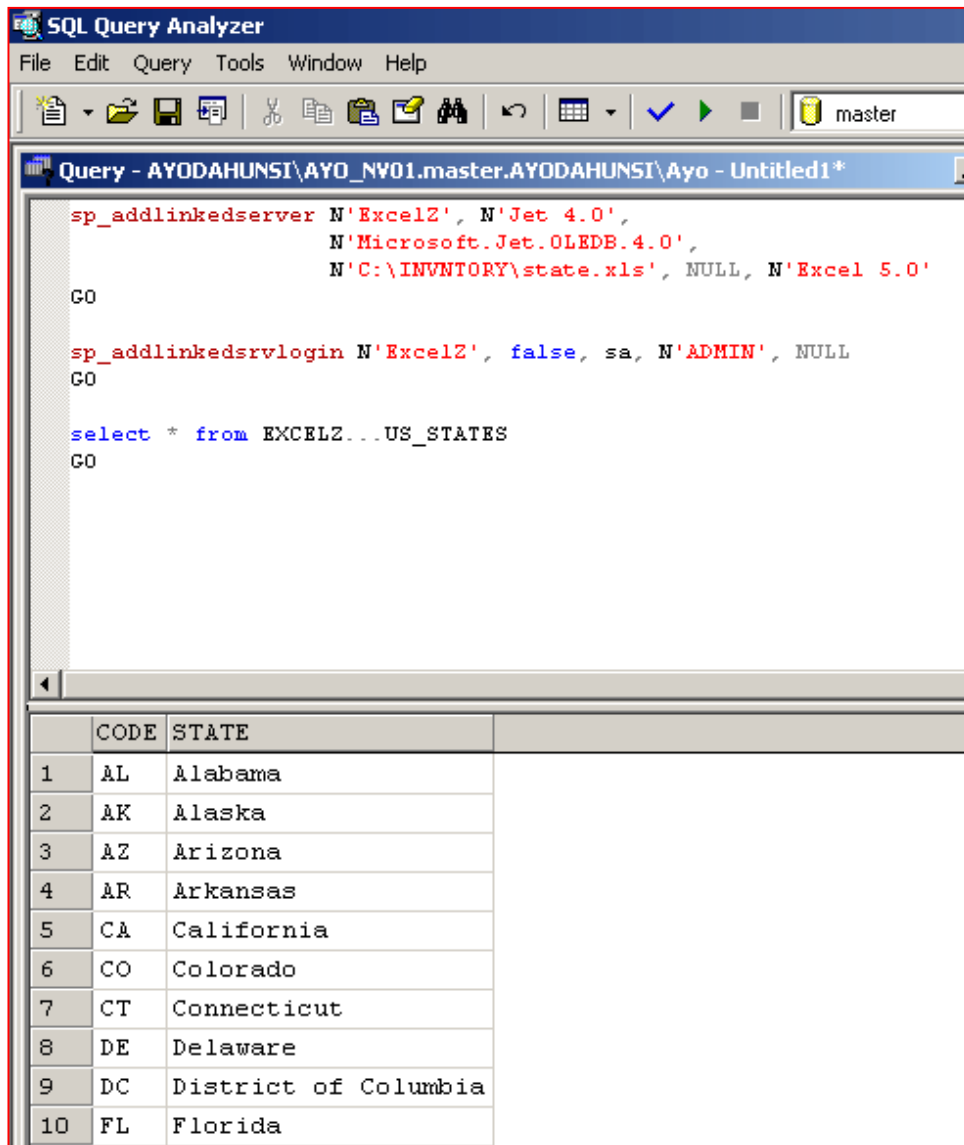 SQL Query Analyzer
File Edit Query Tools Window Help
master
Query - AYODAHUNSI\AYO_NV01.master.AYODAHUNSI\Ayo - Untitled1*
sp_addlinkedserver N'ExcelZ', N'Jet 4.0',
N'Microsoft.Jet.OLEDB.4.0',
N'C:\INVNTORY\state.xls', NULL, N'Excel 5.0'
GO
sp_addlinkedsrvlogin N'ExcelZ', false, sa, N'ADMIN', NULL
GO
select * from EXCELZ...US_STATES
GO
CODE STATE
1 AL Alabama
2 AK Alaska
3 AZ Arizona
4 AR Arkansas
5 CA California
6 CO Colorado
7 CT Connecticut
8 DE Delaware
9 DC District of Columbia
10 FL Florida